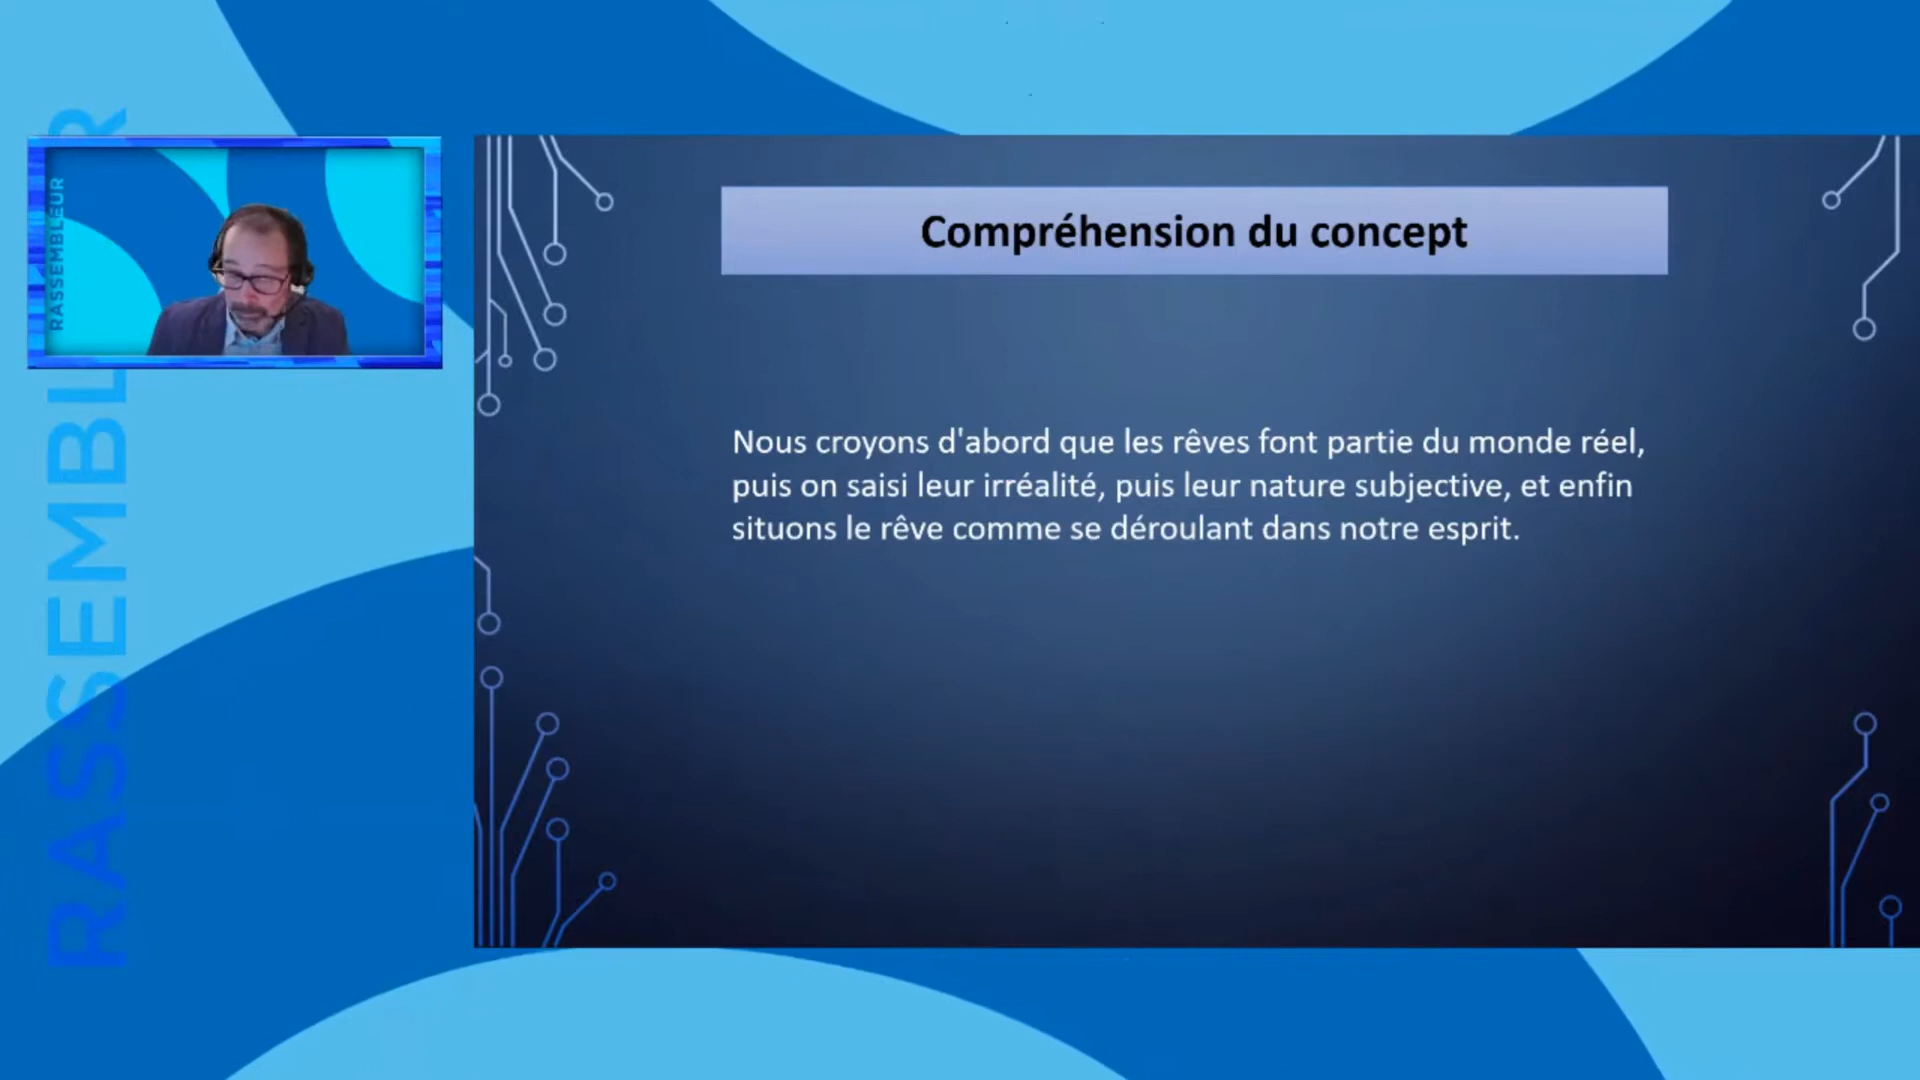 RASSEMBLEUR
RASSEMBL
R
Compréhension du concept
Nous croyons d'abord que les rêves font partie du monde réel,
puis on saisi leur irréalité, puis leur nature subjective, et enfin
situons le rêve comme se déroulant dans notre esprit.